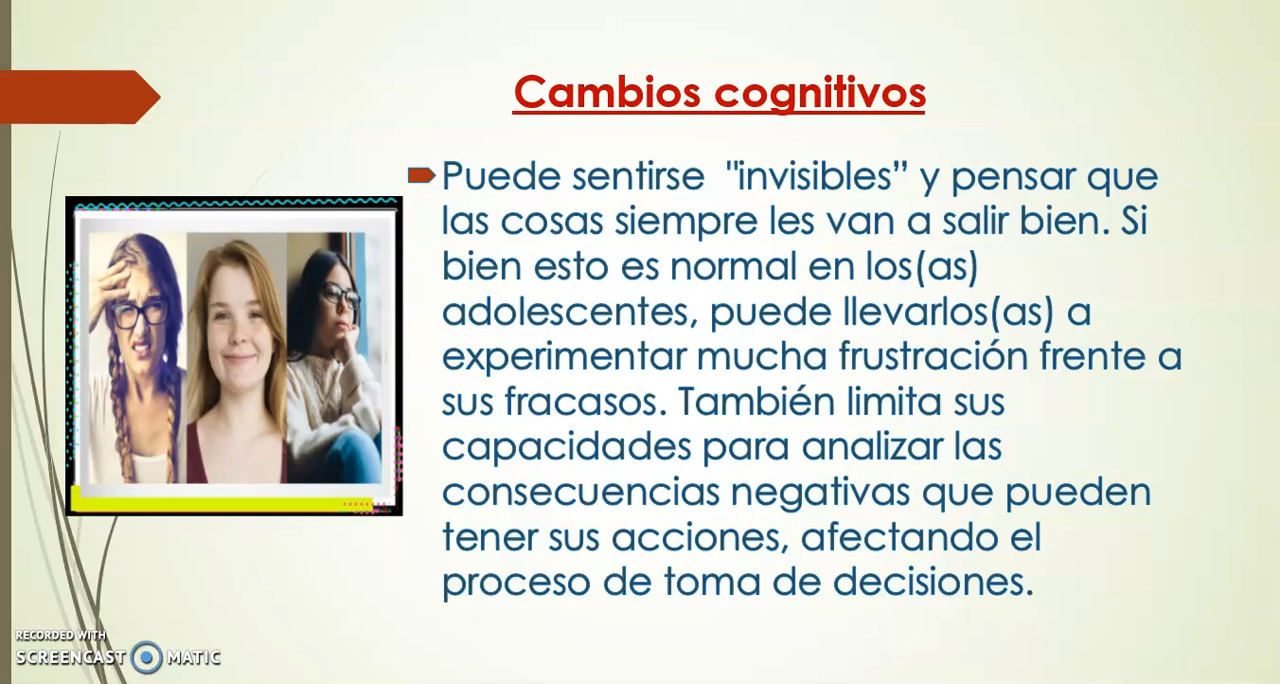 Cambios cognitivos
Puede sentirse "invisibles” y pensar que
las cosas siempre les van a salir bien. Si
bien esto es normal en los(as)
adolescentes, puede llevarlos(as) a
experimentar mucha frustración frente a
sus fracasos. También limita sus
capacidades para analizar las
consecuencias negativas que pueden
tener sus acciones, afectando el
proceso de toma de decisiones.
RECORDED WITH
SCREENCAST MATIC